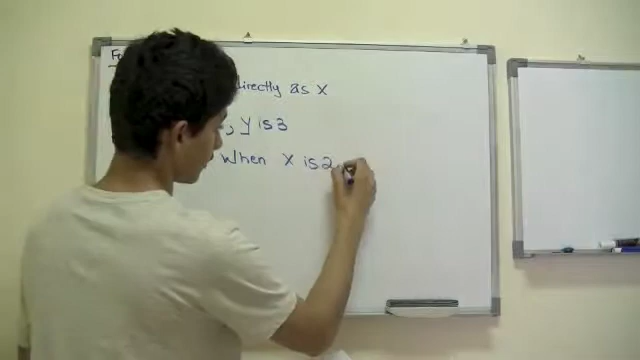 directly as X
, y is 3
When X is 2